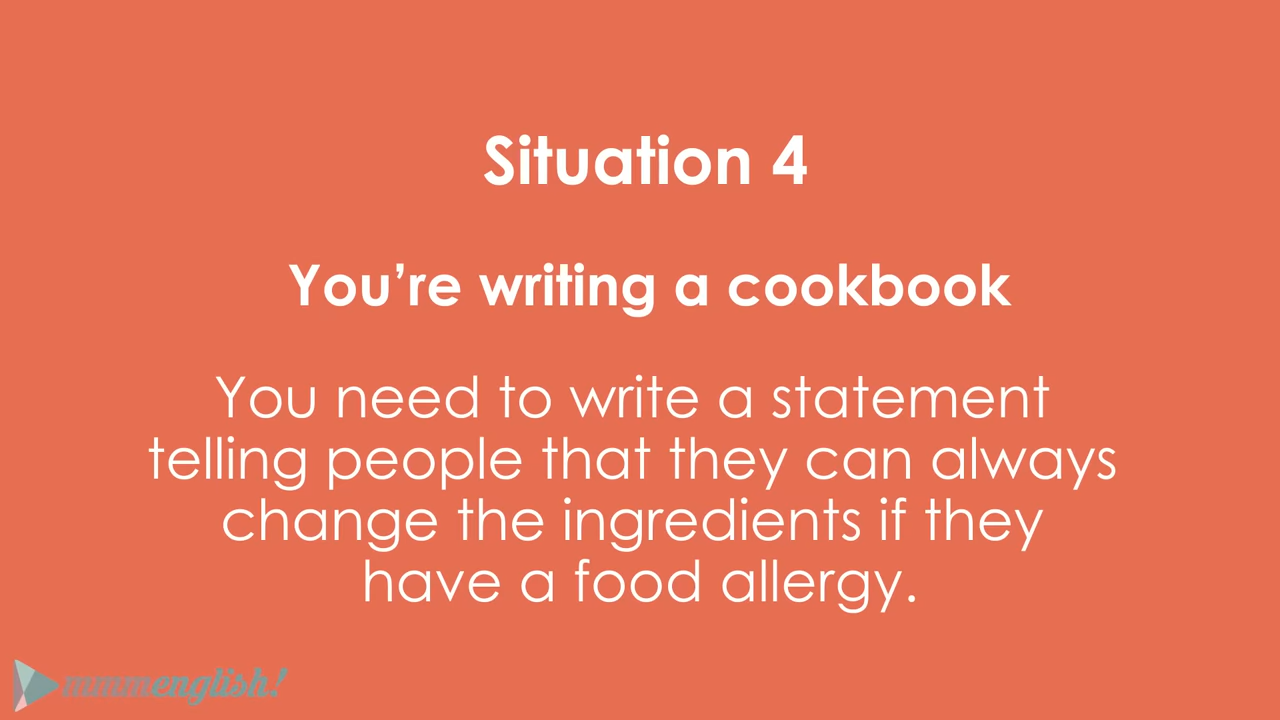 Situation 4
You’re writing a cookbook
You need to write a statement
telling people that they can always
change the ingredients if they
have a food allergy.
mmmenglish!